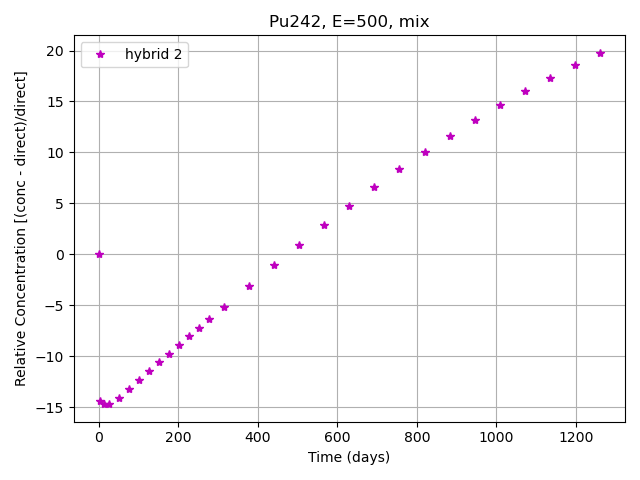 Pu242, E=500, mix
hybrid 2
Relative Concentration [(conc - direct)/direct]
20
15
10
5
0
−5
−10
−15
0 200 400 600 800 1000 1200
Time (days)